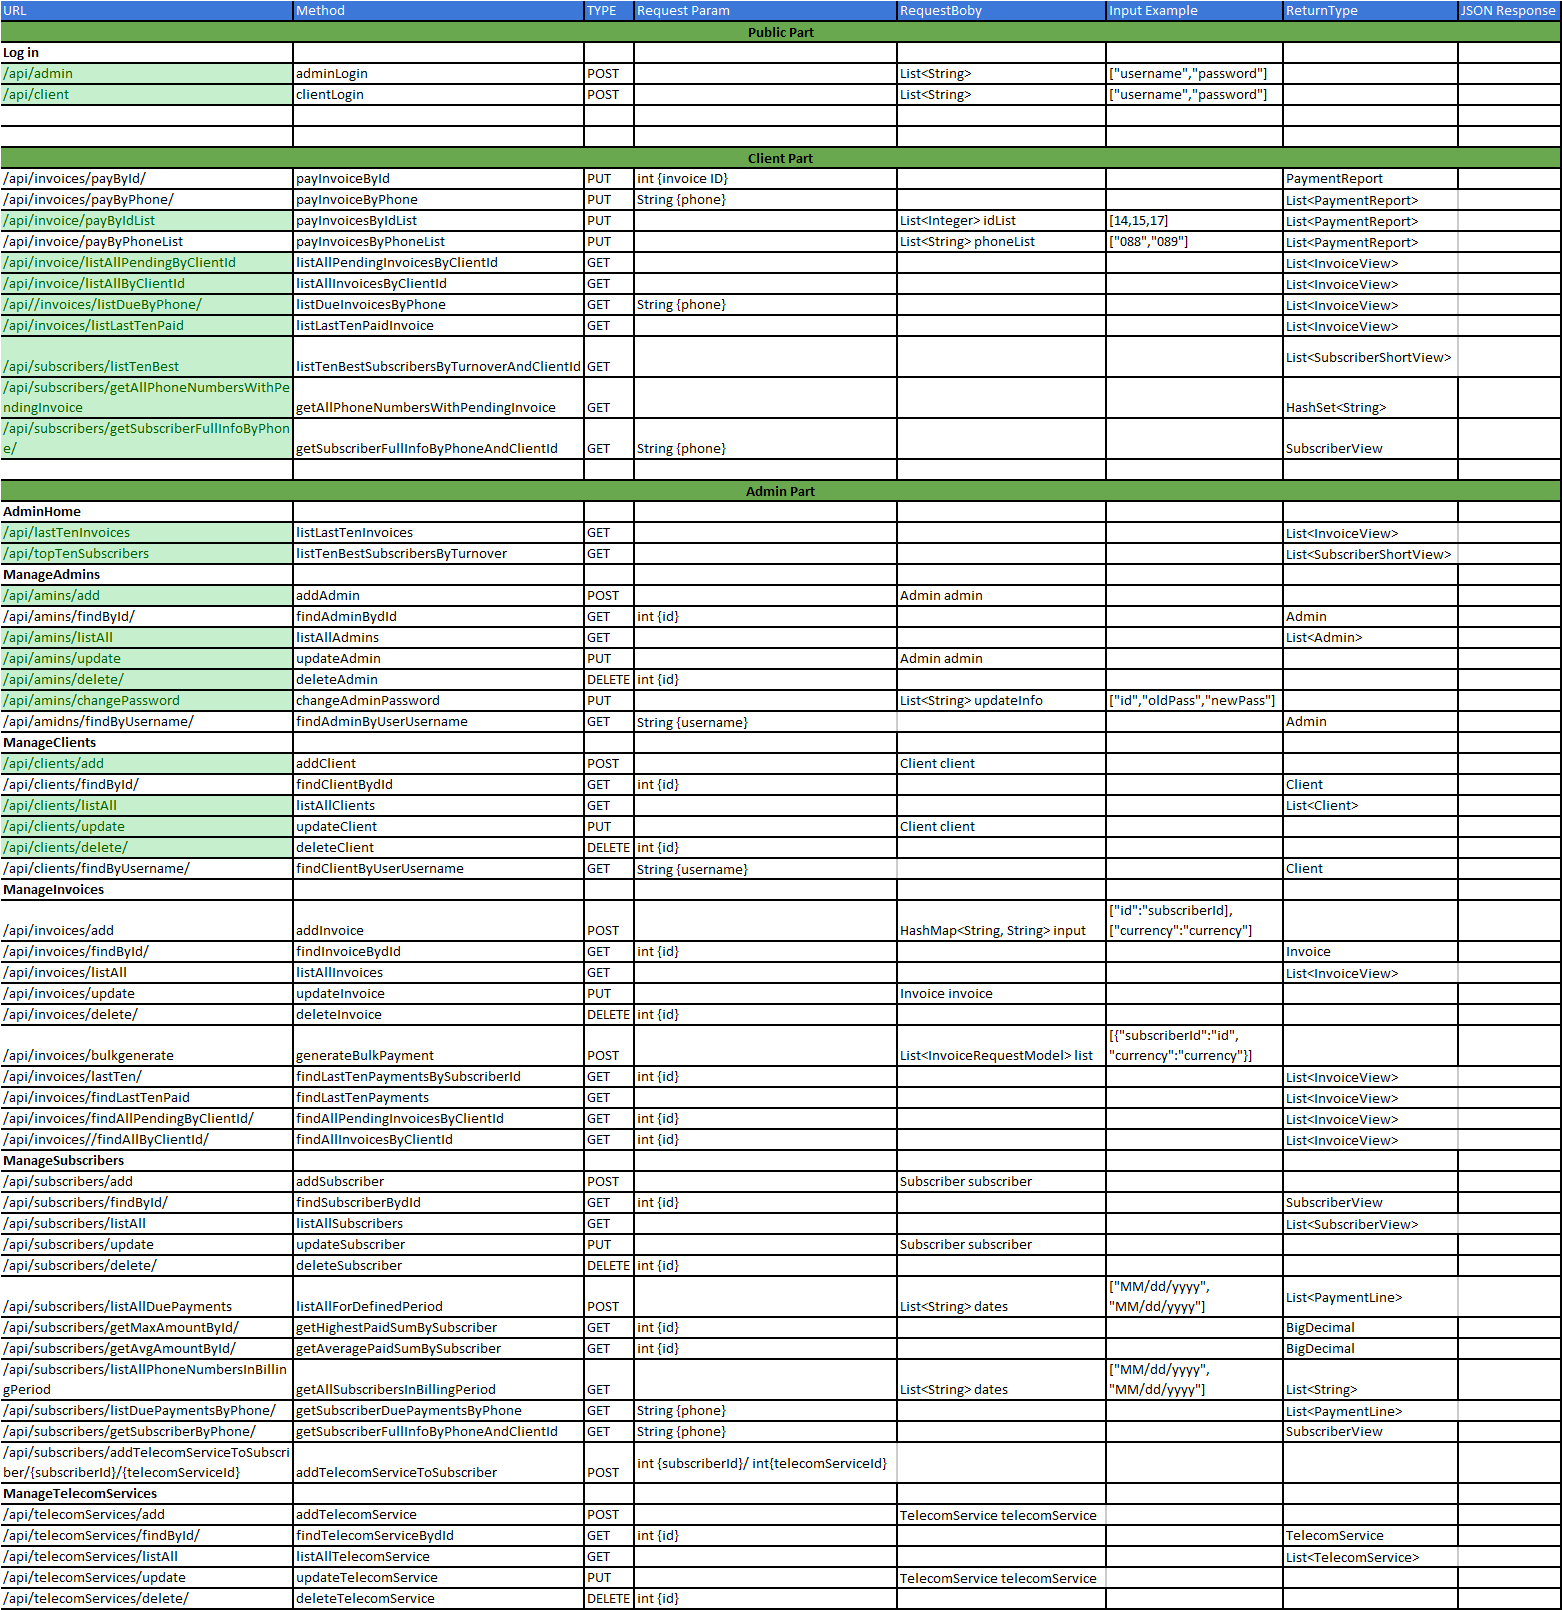 URL Method TYPE Request Param RequestBoby Input Example ReturnType JSON Response
Public Part
Log in
/api/admin adminLogin POST List<String> ["username","password"]
/api/client clientLogin POST List<String> ["username","password"]
Client Part
/api/invoices/payById/ payInvoiceById PUT int {invoice ID} PaymentReport
/api/invoices/payByPhone/ payInvoiceByPhone PUT String {phone} List<PaymentReport>
/api/invoice/payByIdList payInvoicesByIdList PUT List<Integer> idList [14,15,17] List<PaymentReport>
/api/invoice/payByPhoneList payInvoicesByPhoneList PUT List<String> phoneList ["088","089"] List<PaymentReport>
/api/invoice/listAllPendingByClientId listAllPendingInvoicesByClientId GET List<InvoiceView>
/api/invoice/listAllByClientId listAllInvoicesByClientId GET List<InvoiceView>
/api//invoices/listDueByPhone/ listDueInvoicesByPhone GET String {phone} List<InvoiceView>
/api/invoices/listLastTenPaid listLastTenPaidInvoice GET List<InvoiceView>
/api/subscribers/listTenBest listTenBestSubscribersByTurnoverAndClientId GET List<SubscriberShortView>
/api/subscribers/getAllPhoneNumbersWithPe
ndingInvoice getAllPhoneNumbersWithPendingInvoice GET HashSet<String>
/api/subscribers/getSubscriberFullInfoByPhon
e/ getSubscriberFullInfoByPhoneAndClientId GET String {phone} SubscriberView
Admin Part
AdminHome
/api/lastTenInvoices listLastTenInvoices GET List<InvoiceView>
/api/topTenSubscribers listTenBestSubscribersByTurnover GET List<SubscriberShortView>
ManageAdmins
/api/amins/add addAdmin POST Admin admin
/api/amins/findById/ findAdminBydId GET int {id} Admin
/api/amins/listAll listAllAdmins GET List<Admin>
/api/amins/update updateAdmin PUT Admin admin
/api/amins/delete/ deleteAdmin DELETE int {id}
/api/amins/changePassword changeAdminPassword PUT List<String> updateInfo ["id","oldPass","newPass"]
/api/amidns/findByUsername/ findAdminByUserUsername GET String {username} Admin
ManageClients
/api/clients/add addClient POST Client client
/api/clients/findById/ findClientBydId GET int {id} Client
/api/clients/listAll listAllClients GET List<Client>
/api/clients/update updateClient PUT Client client
/api/clients/delete/ deleteClient DELETE int {id}
/api/clients/findByUsername/ findClientByUserUsername GET String {username} Client
ManageInvoices
["id":"subscriberId],
/api/invoices/add addInvoice POST HashMap<String, String> input ["currency":"currency"]
/api/invoices/findById/ findInvoiceBydId GET int {id} Invoice
/api/invoices/listAll listAllInvoices GET List<InvoiceView>
/api/invoices/update updateInvoice PUT Invoice invoice
/api/invoices/delete/ deleteInvoice DELETE int {id}
[{"subscriberId":"id",
/api/invoices/bulkgenerate generateBulkPayment POST List<InvoiceRequestModel> list "currency":"currency"}]
/api/invoices/lastTen/ findLastTenPaymentsBySubscriberId GET int {id} List<InvoiceView>
/api/invoices/findLastTenPaid findLastTenPayments GET List<InvoiceView>
/api/invoices/findAllPendingByClientId/ findAllPendingInvoicesByClientId GET int {id} List<InvoiceView>
/api/invoices//findAllByClientId/ findAllInvoicesByClientId GET int {id} List<InvoiceView>
ManageSubscribers
/api/subscribers/add addSubscriber POST Subscriber subscriber
/api/subscribers/findById/ findSubscriberBydId GET int {id} SubscriberView
/api/subscribers/listAll listAllSubscribers GET List<SubscriberView>
/api/subscribers/update updateSubscriber PUT Subscriber subscriber
/api/subscribers/delete/ deleteSubscriber DELETE int {id}
["MM/dd/yyyy",
/api/subscribers/listAllDuePayments listAllForDefinedPeriod POST List<String> dates "MM/dd/yyyy"] List<PaymentLine>
/api/subscribers/getMaxAmountById/ getHighestPaidSumBySubscriber GET int {id} BigDecimal
/api/subscribers/getAvgAmountById/ getAveragePaidSumBySubscriber GET int {id} BigDecimal
/api/subscribers/listAllPhoneNumbersInBillin ["MM/dd/yyyy",
gPeriod getAllSubscribersInBillingPeriod GET List<String> dates "MM/dd/yyyy"] List<String>
/api/subscribers/listDuePaymentsByPhone/ getSubscriberDuePaymentsByPhone GET String {phone} List<PaymentLine>
/api/subscribers/getSubscriberByPhone/ getSubscriberFullInfoByPhoneAndClientId GET String {phone} SubscriberView
/api/subscribers/addTelecomServiceToSubscri
ber/{subscriberId}/{telecomServiceId} addTelecomServiceToSubscriber POST int {subscriberId}/ int{telecomServiceId}
ManageTelecomServices
/api/telecomServices/add addTelecomService POST TelecomService telecomService
/api/telecomServices/findById/ findTelecomServiceBydId GET int {id} TelecomService
/api/telecomServices/listAll listAllTelecomService GET List<TelecomService>
/api/telecomServices/update updateTelecomService PUT TelecomService telecomService
/api/telecomServices/delete/ deleteTelecomService DELETE int {id}